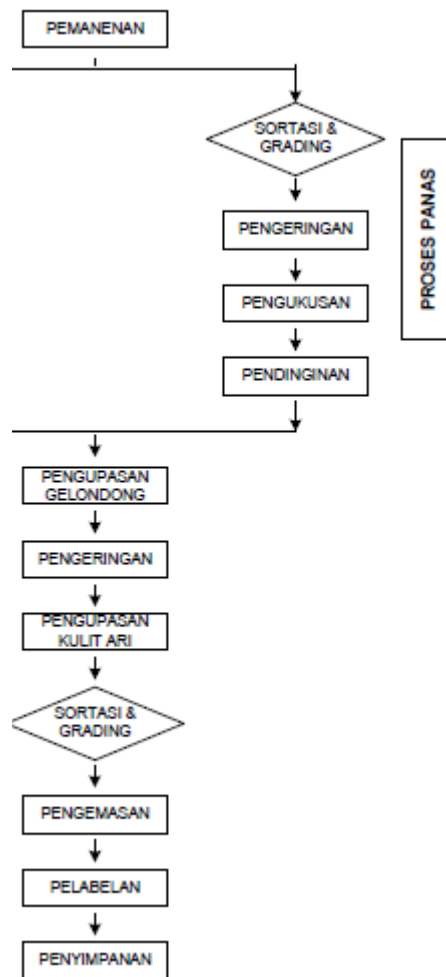 PEMANENAN
SORTASI &
GRADING
PROSES PANAS
PENGERINGAN
PENGUKUSAN
PENDINGINAN
PENGUPASAN
GELONDONG
PENGERINGAN
PENGUPASAN
KULIT ARI
SORTASI &
GRADING
PENGEMASAN
PELABELAN
PENYIMPANAN